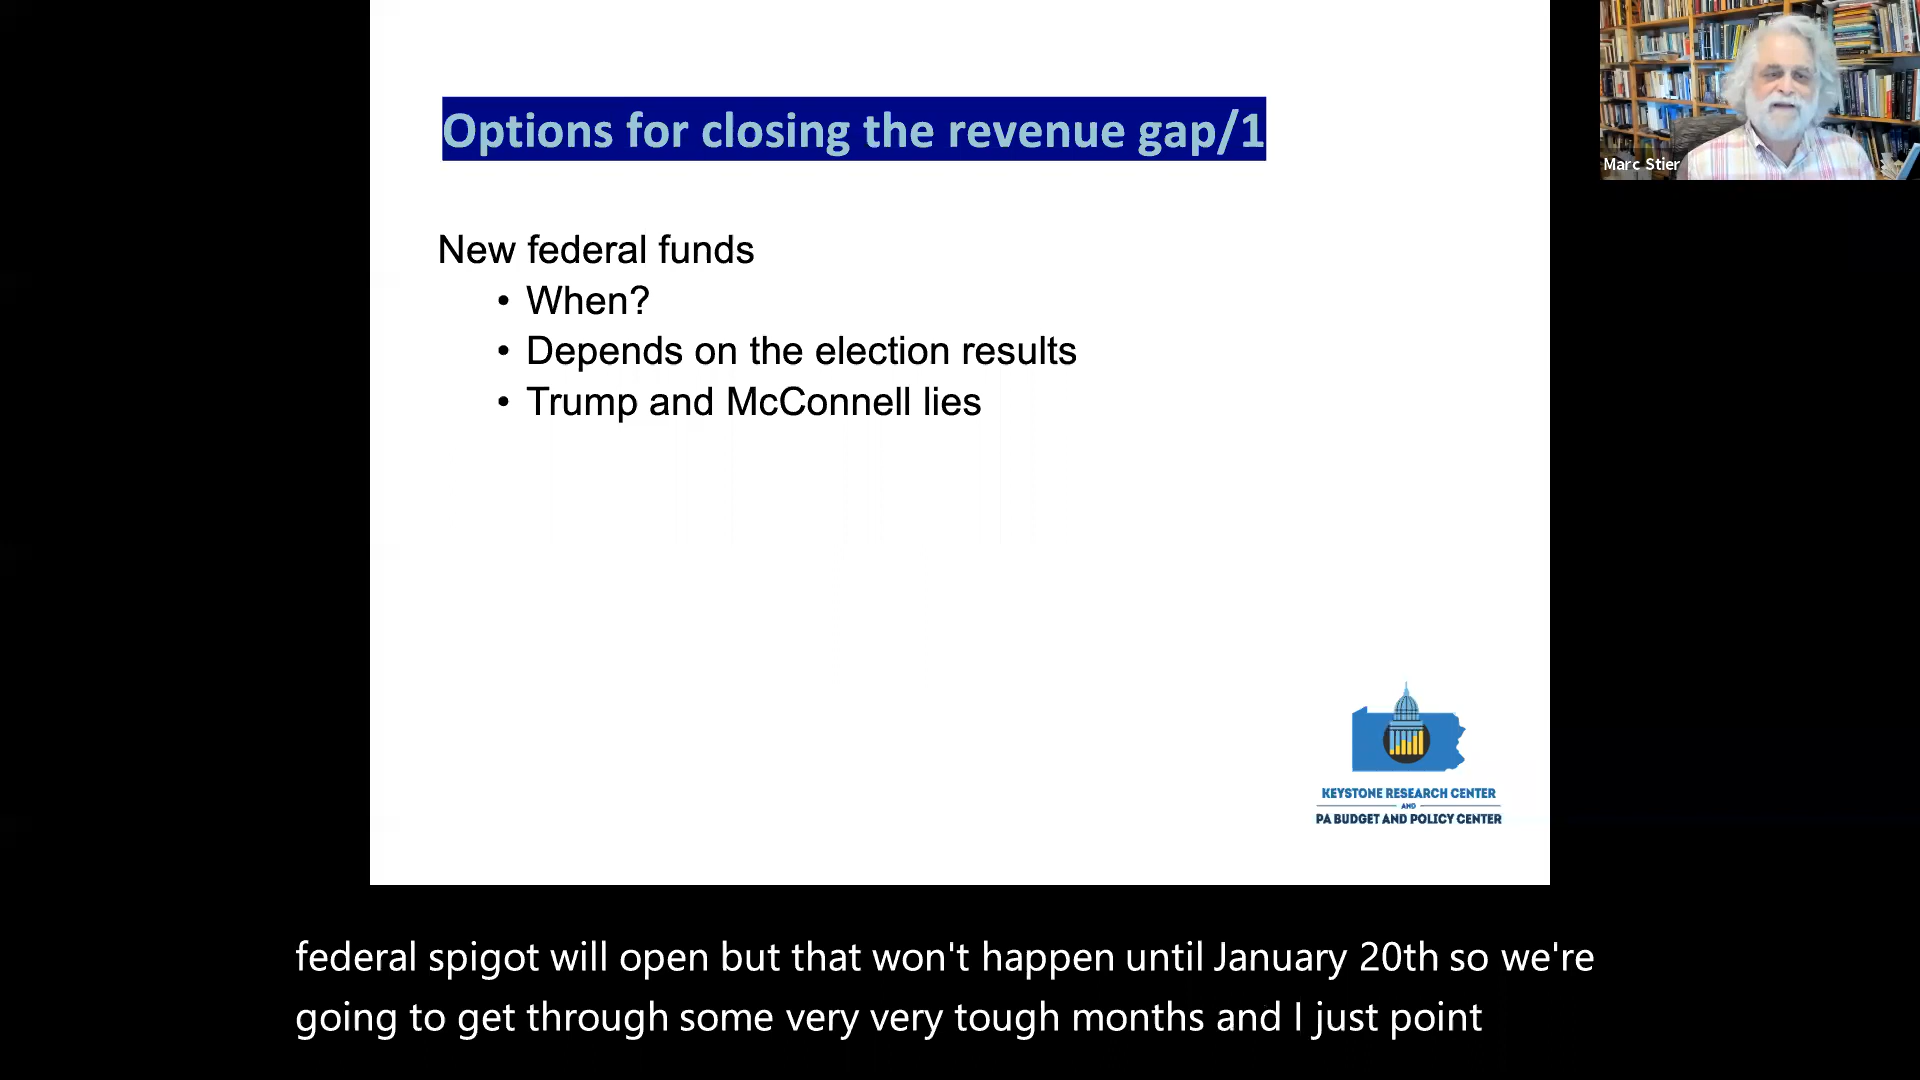 Options for closing the revenue gap/1
Marc Stier
New federal funds
• When?
• Depends on the election results
• Trump and McConnell lies
KEYSTONE RESEARCH CENTER
AND
PA BUDGET AND POLICY CENTER
federal spigot will open but that won't happen until January 20th so we're
going to get through some very very tough months and I just point